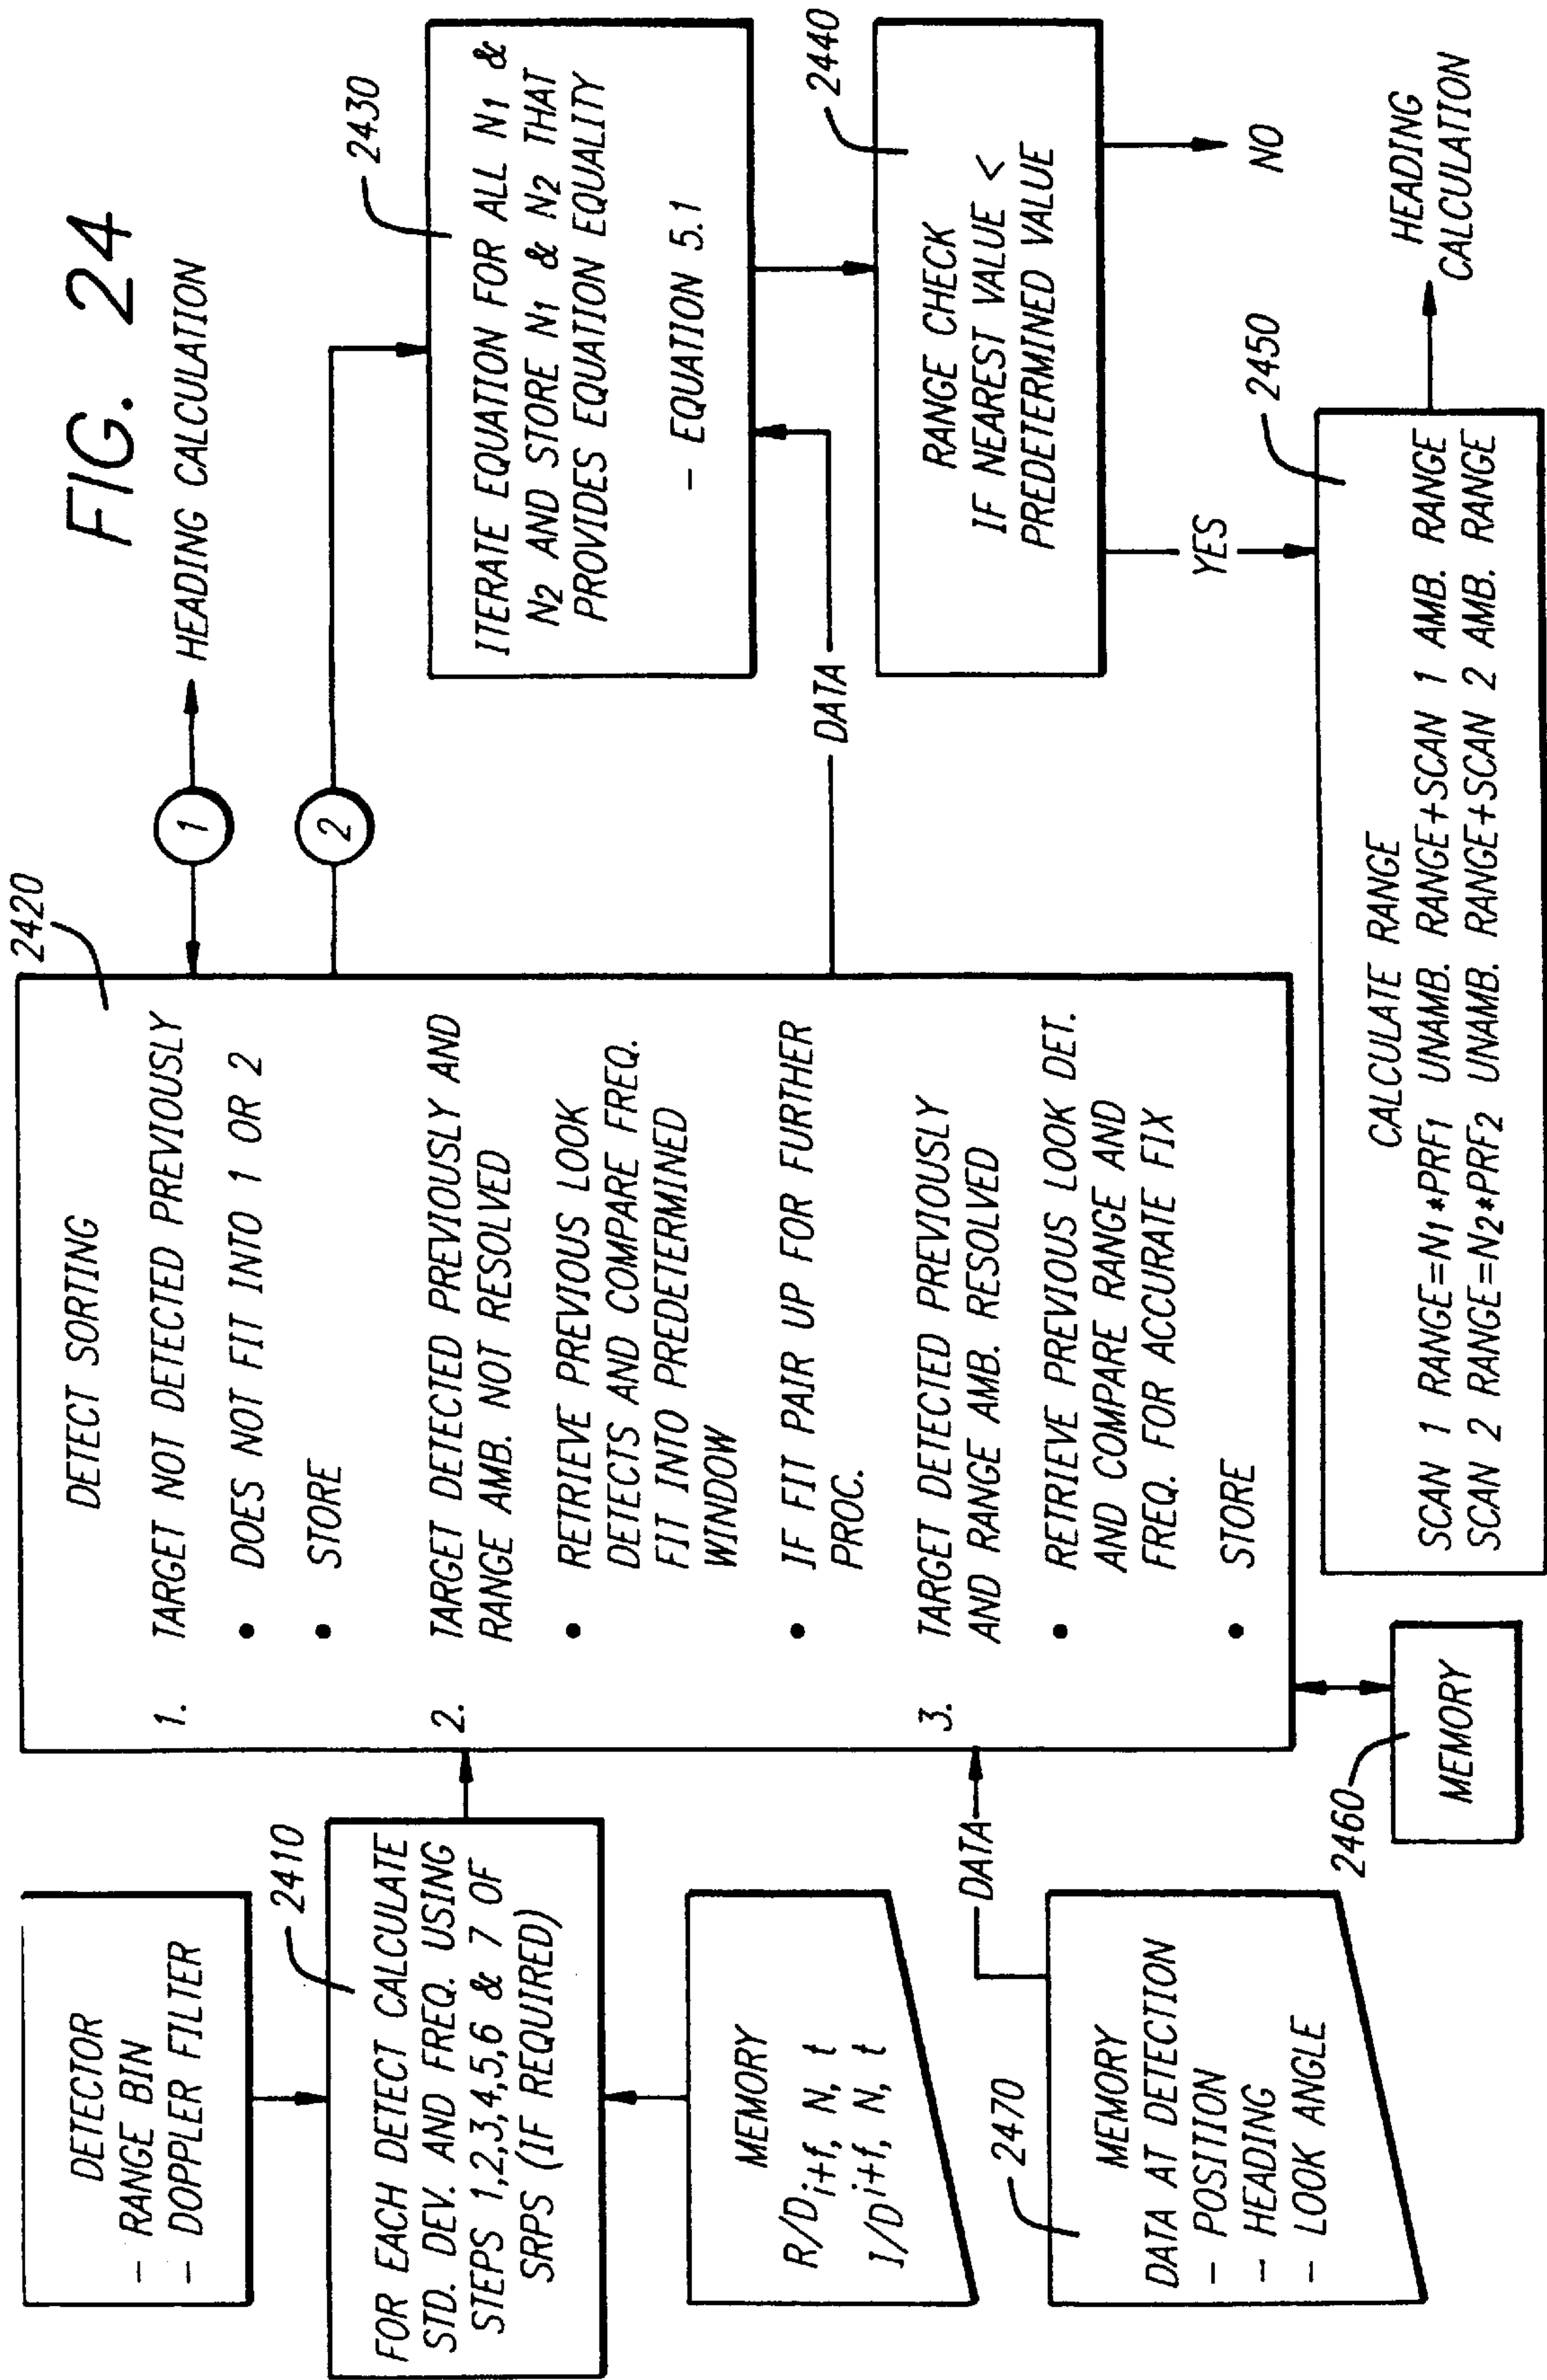 FIG. 24
DETECTOR
- RANGE BIN
- DOPPLER FILTER
2410
FOR EACH DETECT CALCULATE
STD. DEV. AND FREQ. USING
STEPS 1,2,3,4,5,6 & 7 OF
SRPS (IF REQUIRED)
MEMORY
R/Di+f, N, t
I/Di+f, N, t
2470
MEMORY
DATA AT DETECTION
- POSITION
- HEADING
- LOOK ANGLE
DATA
2420
DETECT SORTING
1. TARGET NOT DETECTED PREVIOUSLY
• DOES NOT FIT INTO 1 OR 2
• STORE
2. TARGET DETECTED PREVIOUSLY AND
RANGE AMB. NOT RESOLVED
• RETRIEVE PREVIOUS LOOK
DETECTS AND COMPARE FREQ.
FIT INTO PREDETERMINED
WINDOW
• IF FIT PAIR UP FOR FURTHER
PROC.
3. TARGET DETECTED PREVIOUSLY
AND RANGE AMB. RESOLVED
• RETRIEVE PREVIOUS LOOK DET.
AND COMPARE RANGE AND
FREQ. FOR ACCURATE FIX
• STORE
2460
MEMORY
1
HEADING CALCULATION
2
DATA
2430
ITERATE EQUATION FOR ALL N1 &
N2 AND STORE N1 & N2 THAT
PROVIDES EQUATION EQUALITY
- EQUATION 5.1
2440
RANGE CHECK
IF NEAREST VALUE <
PREDETERMINED VALUE
NO
YES
2450
CALCULATE RANGE
SCAN 1 RANGE=N1*PRF1 UNAMB. RANGE+SCAN 1 AMB. RANGE
SCAN 2 RANGE=N2*PRF2 UNAMB. RANGE+SCAN 2 AMB. RANGE
HEADING
CALCULATION